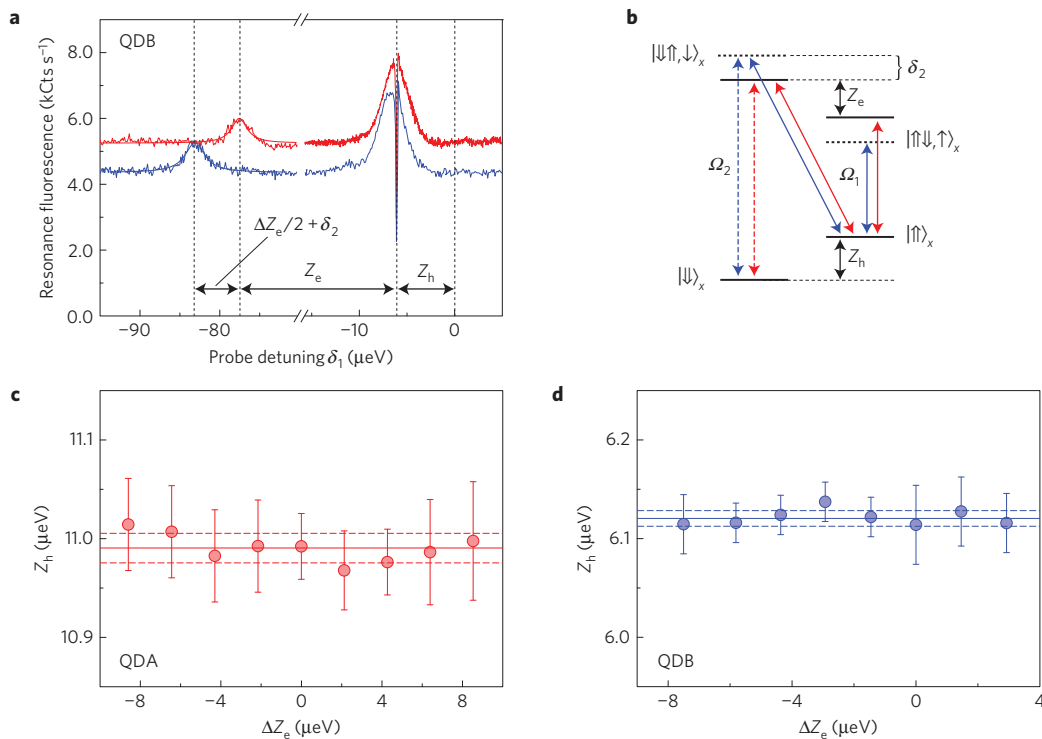 a
QDB
Resonance fluorescence (kCts s⁻¹)
8.0
6.0
4.0
2.0
0.0
ΔZe/2 + δ2
Ze
Zh
−90
−80
−10
0
Probe detuning δ1 (μeV)
b
|⇓⇑,↓⟩x
δ2
Ze
|⇑⇓,↑⟩x
Ω2
Ω1
|⇑⟩x
Zh
|⇓⟩x
c
Zh (μeV)
11.1
11.0
10.9
QDA
−8
−4
0
4
8
ΔZe (μeV)
d
Zh (μeV)
6.2
6.1
6.0
QDB
−8
−4
0
4
ΔZe (μeV)